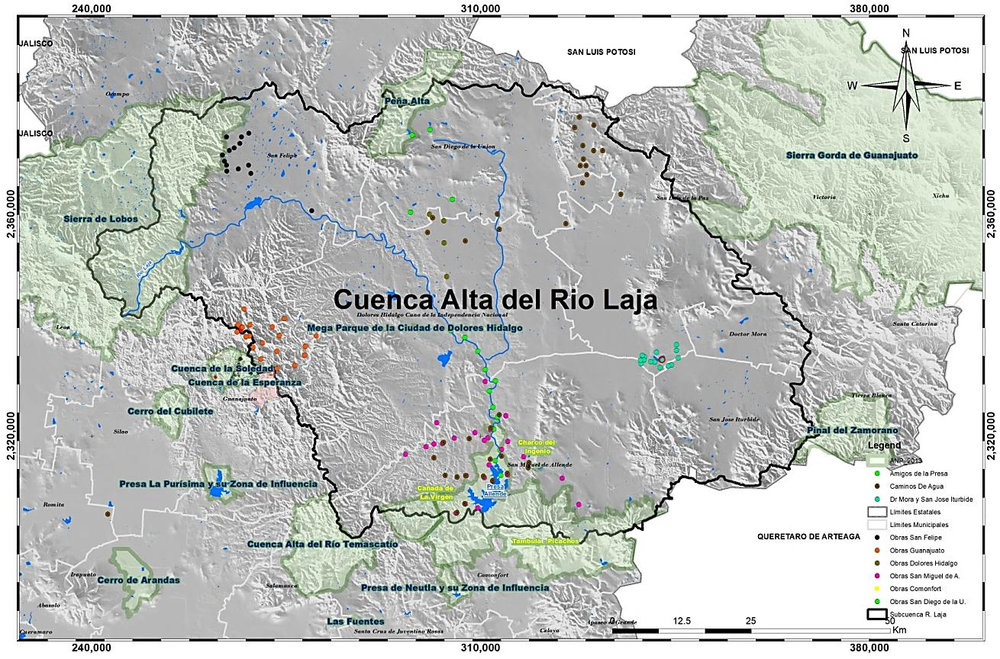 240,000
310,000
380,000
JALISCO
SAN LUIS POTOSI
SAN LUIS POTOSI
N
W
E
S
Ocampo
Peña Alta
JALISCO
San Diego de la Union
San Felipe
Sierra Gorda de Guanajuato
San Luis de la Paz
Victoria
Xichu
2,360,000
2,360,000
Sierra de Lobos
Rio Laja
Cuenca Alta del Rio Laja
Dolores Hidalgo Cuna de la Independencia Nacional
Mega Parque de la Ciudad de Dolores Hidalgo
Leon
Santa Catarina
Doctor Mora
Cuenca de la Soledad
Cuenca de la Esperanza
Guanajuato
Cerro del Cubilete
Tierra Blanca
San Jose Iturbide
Silao
Pinal del Zamorano
2,320,000
2,320,000
Charco del
Ingenio
San Miguel de Allende
Presa La Purísima y su Zona de Influencia
Cañada de
La Virgen
Presa
Allende
Romita
Cuenca Alta del Río Temascatío
Tambula- Picachos
QUERETARO DE ARTEAGA
Irapuato
Cerro de Arandas
Comonfort
Salamanca
Presa de Neutla y su Zona de Influencia
Abasolo
Las Fuentes
Cueramaro
Santa Cruz de Juventino Rosas
Celaya
Apaseo el Grande
Legend
ANP_2013
Amigos de la Presa
Caminos De Agua
Dr Mora y San Jose Iturbide
Límites Estatales
Límites Municipales
Obras San Felipe
Obras Guanajuato
Obras Dolores Hidalgo
Obras San Miguel de A.
Obras Comonfort
Obras San Diego de la U.
Subcuenca R. Laja
0
12.5
25
50
Km
240,000
310,000
380,000